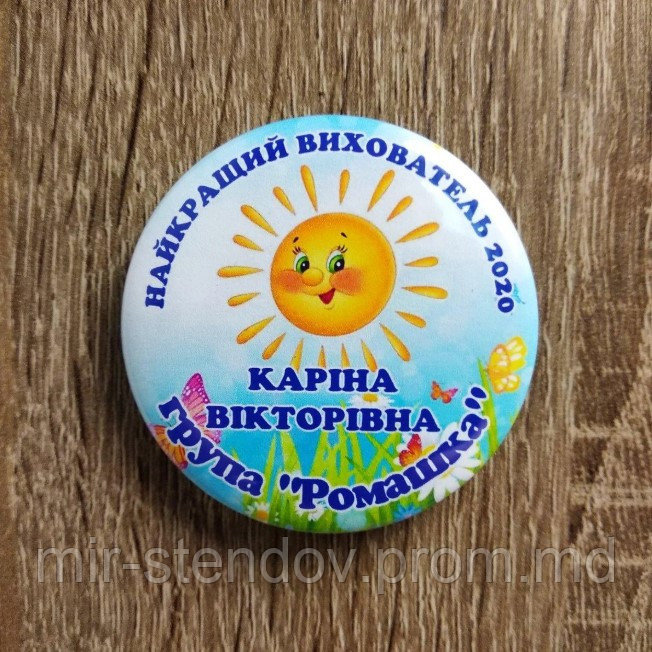 НАЙКРАЩИЙ ВИХОВАТЕЛЬ 2020
КАРІНА
ВІКТОРІВНА
група "Ромашка"
mir-stendov.prom.md